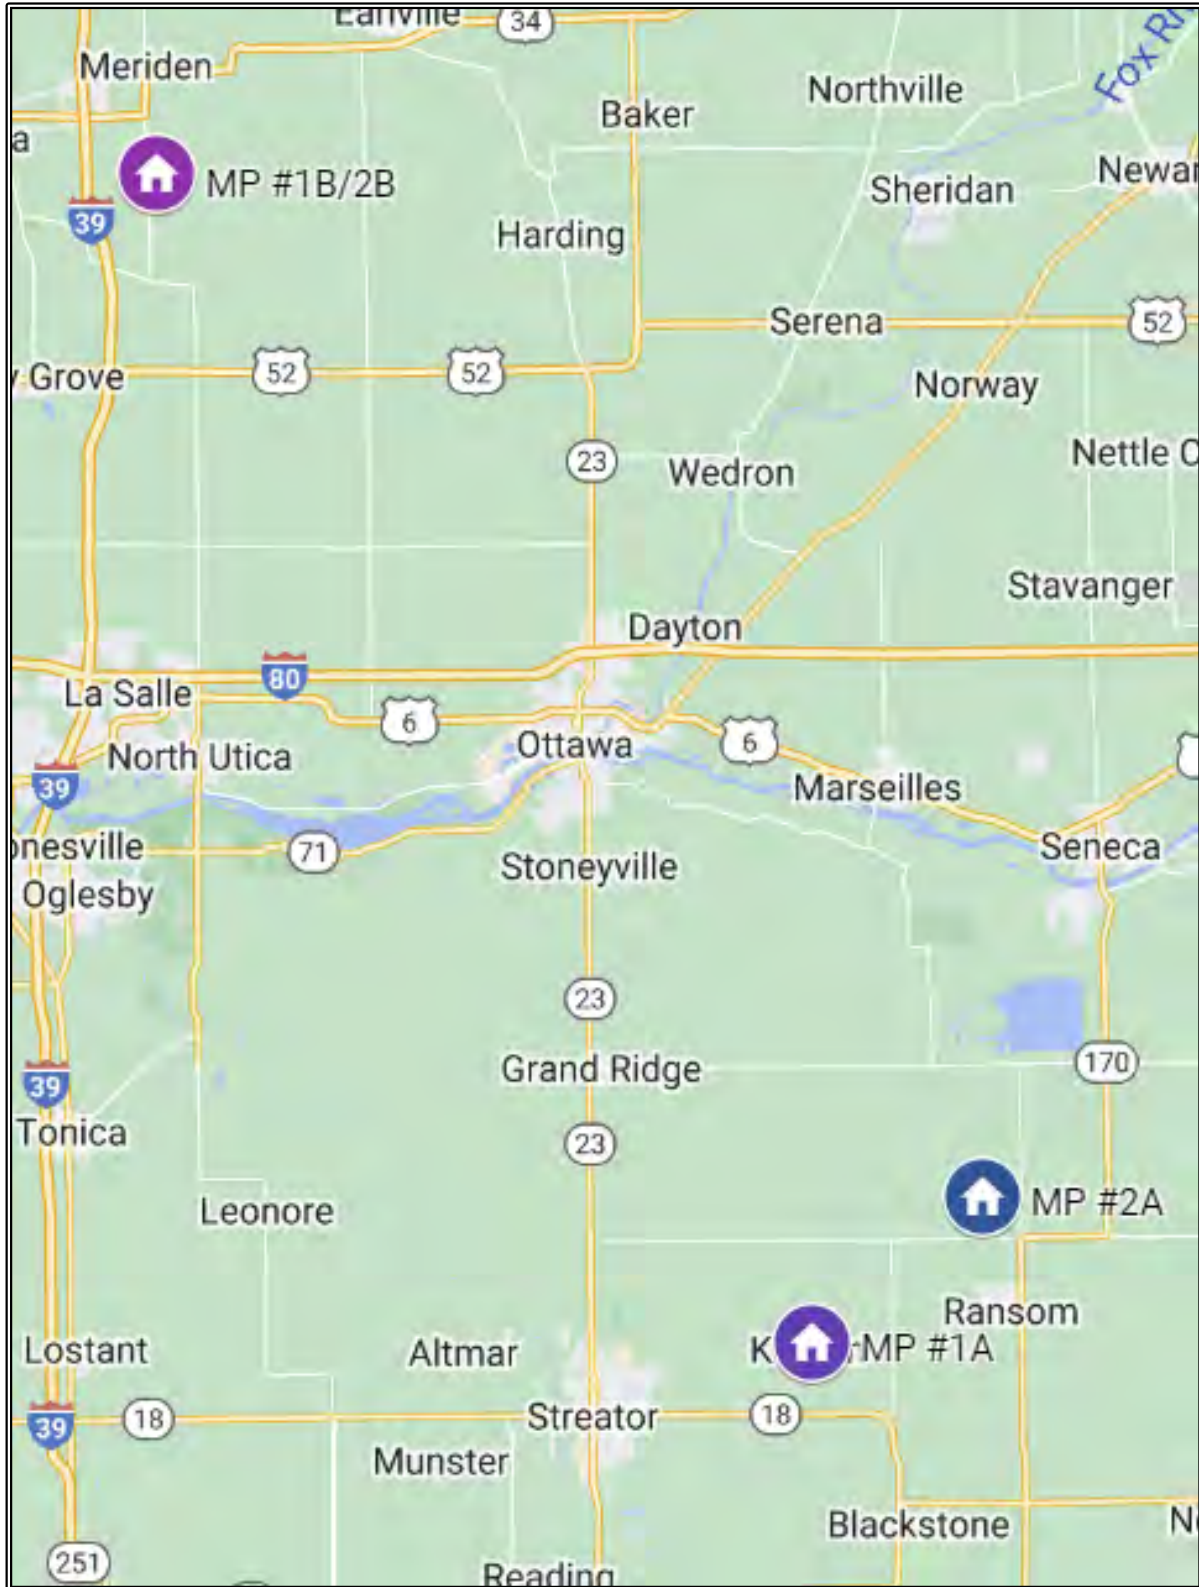 Earlville
34
Meriden
Fox Ri
Northville
Baker
a
MP #1B/2B
Newar
Sheridan
39
Harding
Serena
52
52
52
y Grove
Norway
23
Nettle C
Wedron
Stavanger
Dayton
80
La Salle
6
Ottawa
6
North Utica
39
Marseilles
onesville
71
Seneca
Stoneyville
Oglesby
23
170
Grand Ridge
39
Tonica
23
MP #2A
Leonore
Ransom
Lostant
Altmar
K
r
MP #1A
39
18
Streator
18
Munster
Blackstone
N
251
Reading